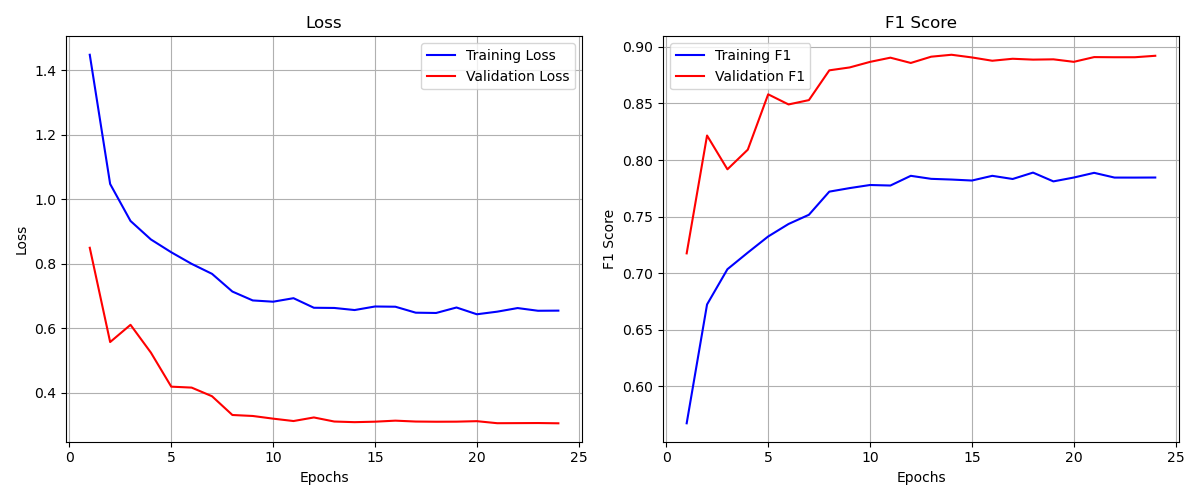 Loss
Training Loss
Validation Loss
1.4
1.2
1.0
0.8
0.6
0.4
Loss
0
5
10
15
20
25
Epochs
F1 Score
Training F1
Validation F1
0.90
0.85
0.80
0.75
0.70
0.65
0.60
F1 Score
0
5
10
15
20
25
Epochs